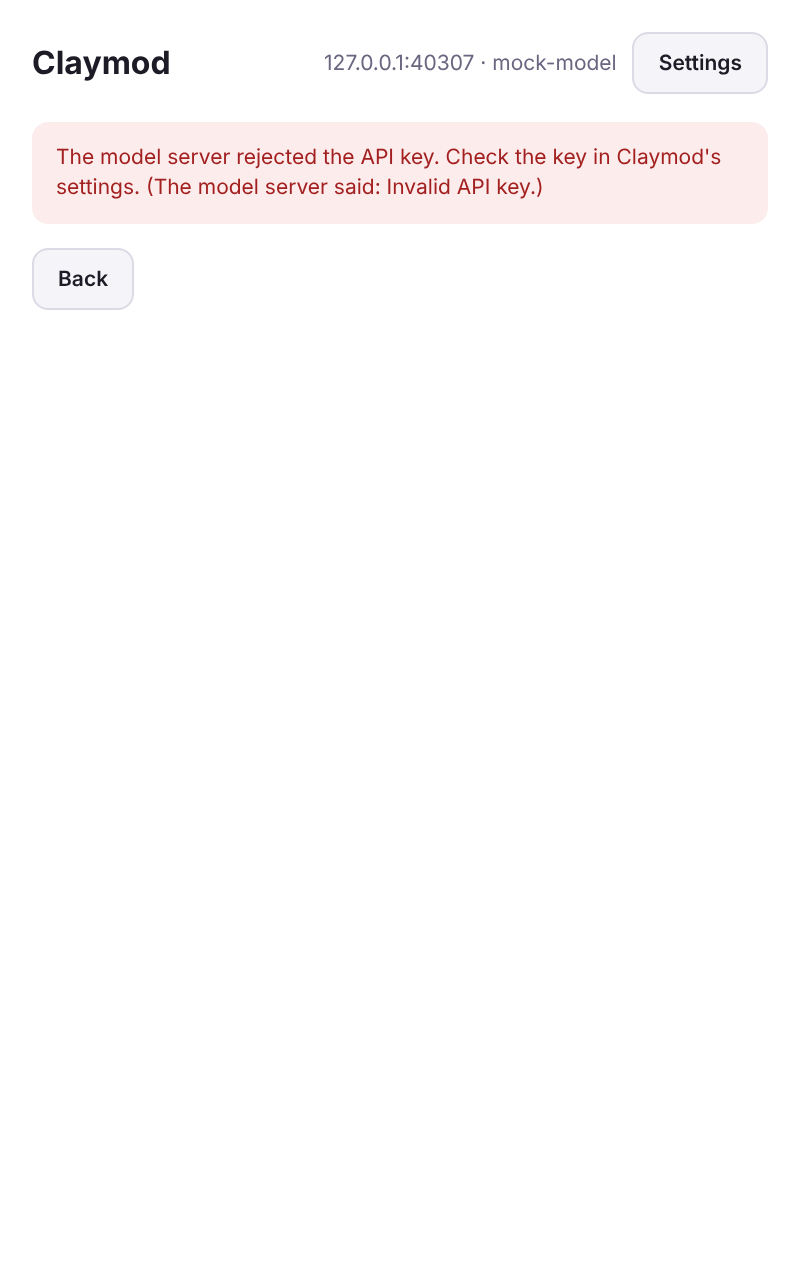 Claymod
127.0.0.1:40307 · mock-model
Settings
The model server rejected the API key. Check the key in Claymod's
settings. (The model server said: Invalid API key.)
Back